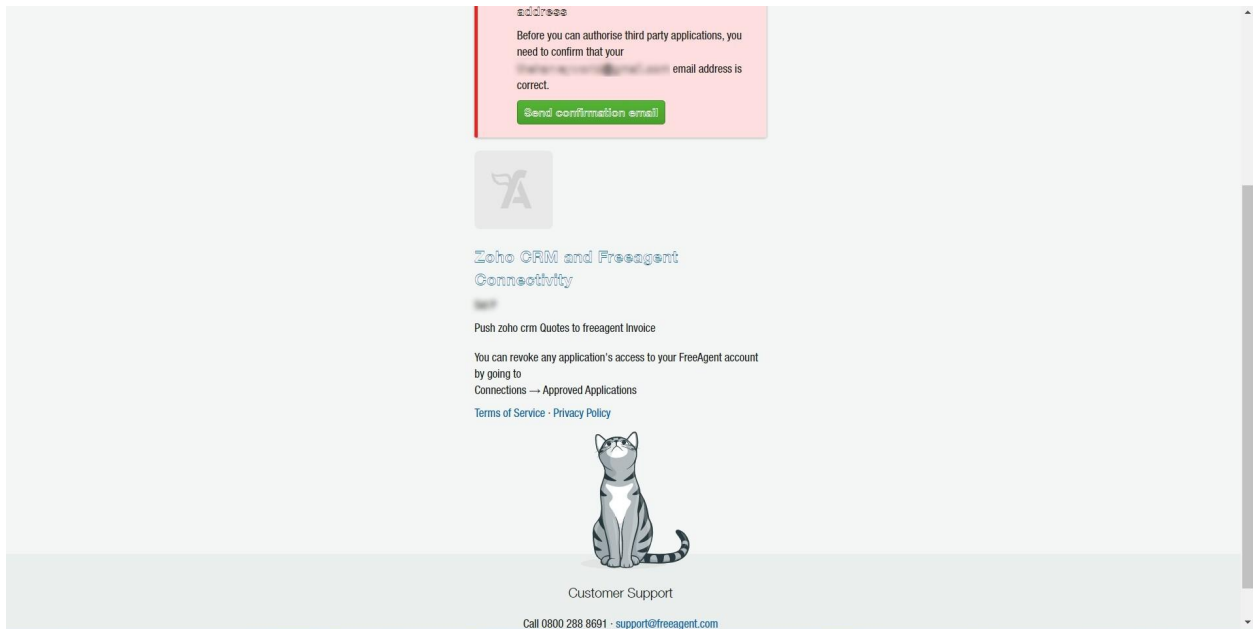 address
Before you can authorise third party applications, you
need to confirm that your
email address is
correct.
Send confirmation email
Zoho CRM and Freeagent
Connectivity
Push zoho crm Quotes to freeagent Invoice
You can revoke any application's access to your FreeAgent account
by going to
Connections → Approved Applications
Terms of Service · Privacy Policy
Customer Support
Call 0800 288 8691 · support@freeagent.com